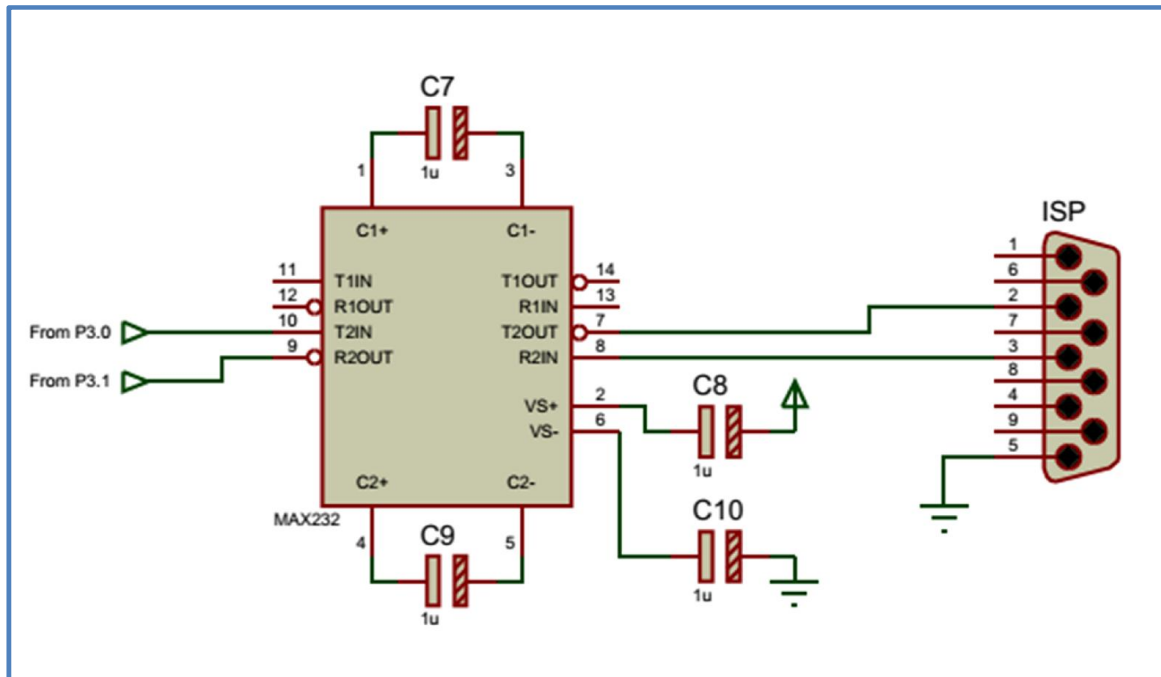 C7
1u
1
3
C1+
C1-
ISP
1
6
2
7
3
8
4
9
5
11
T1IN
T1OUT
14
12
R1OUT
R1IN
13
From P3.0
10
T2IN
T2OUT
7
9
R2OUT
R2IN
8
From P3.1
VS+
2
VS-
6
C8
1u
C2+
C2-
MAX232
4
5
C9
1u
C10
1u